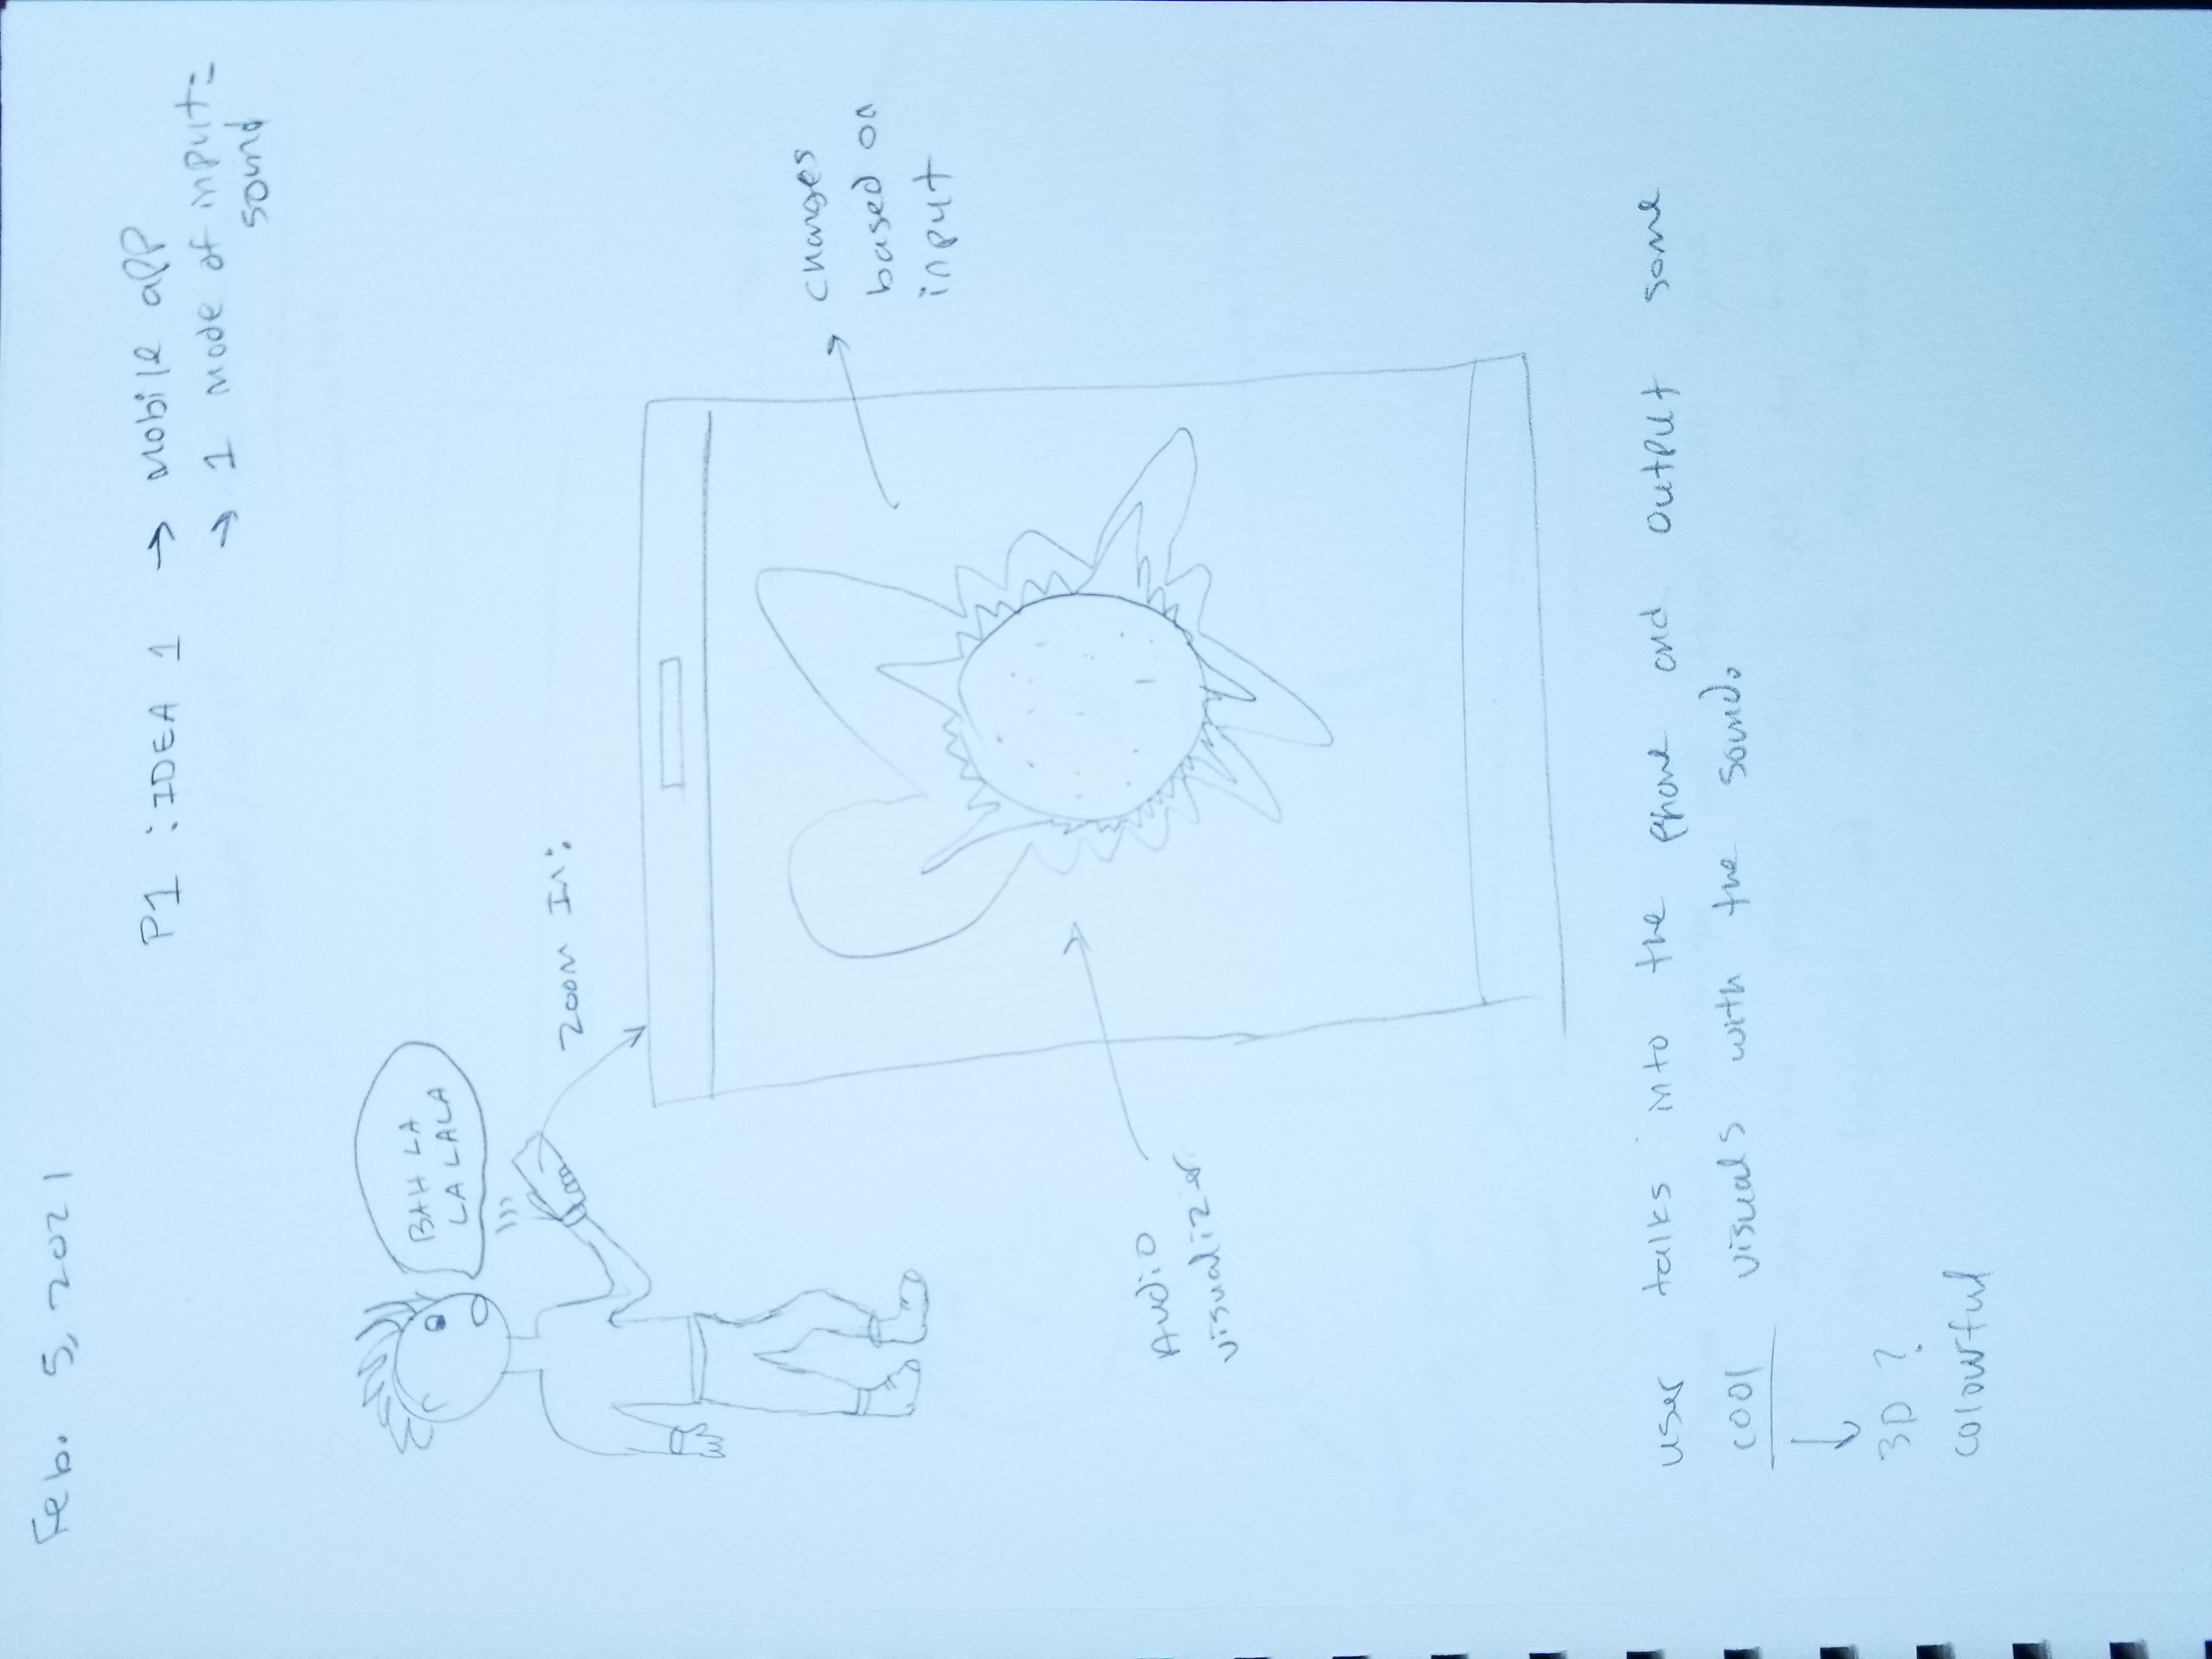 Feb. 5, 2021
P1 : IDEA 1 → Mobile app
→ 1 mode of input = 
sound
BAH LA
LA LALA
Zoom In:
changes
based on
input
Audio
visualizer
user talks into the phone and output some
cool visuals with the sound.
3D ?
colourful